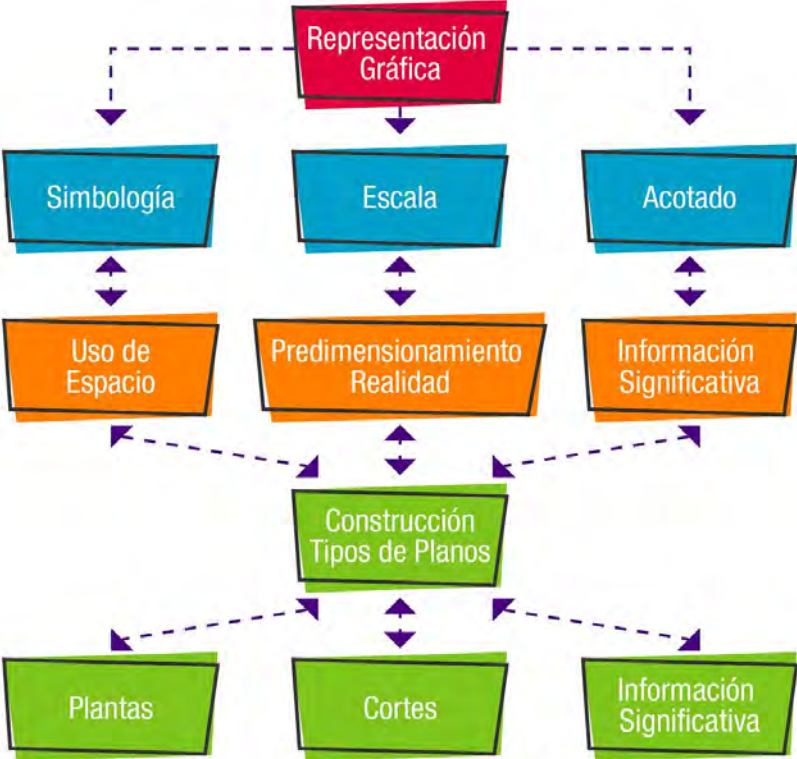 Representación
Gráfica
Simbología
Escala
Acotado
Uso de
Espacio
Predimensionamiento
Realidad
Información
Significativa
Construcción
Tipos de Planos
Plantas
Cortes
Información
Significativa